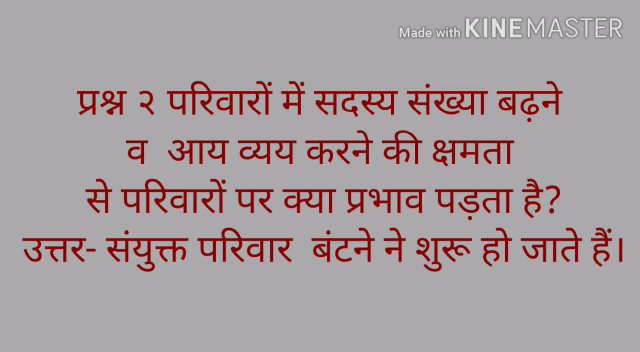 Made with KINEMASTER
प्रश्न २ परिवारों में सदस्य संख्या बढ़ने
व आय व्यय करने की क्षमता
से परिवारों पर क्या प्रभाव पड़ता है?
उत्तर- संयुक्त परिवार बंटने ने शुरू हो जाते हैं।